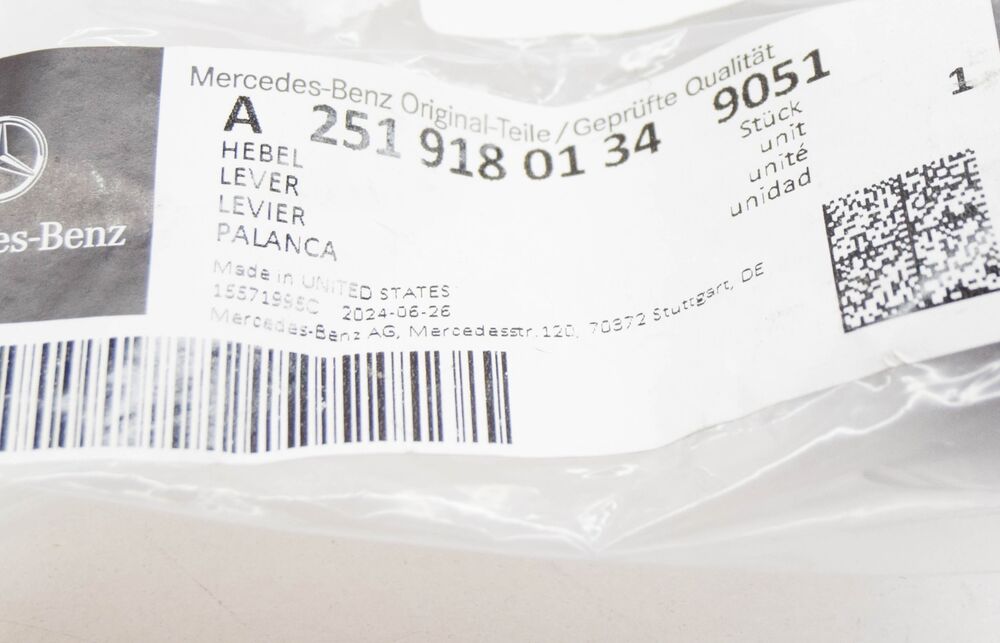 Mercedes-Benz Original-Teile / Geprüfte Qualität
A 251 918 01 34 9051 1
HEBEL
LEVER
LEVIER
PALANCA
Stück
unit
unité
unidad
Made in UNITED STATES
15571995C 2024-06-26
Mercedes-Benz AG, Mercedesstr. 120, 70372 Stuttgart, DE
es-Benz